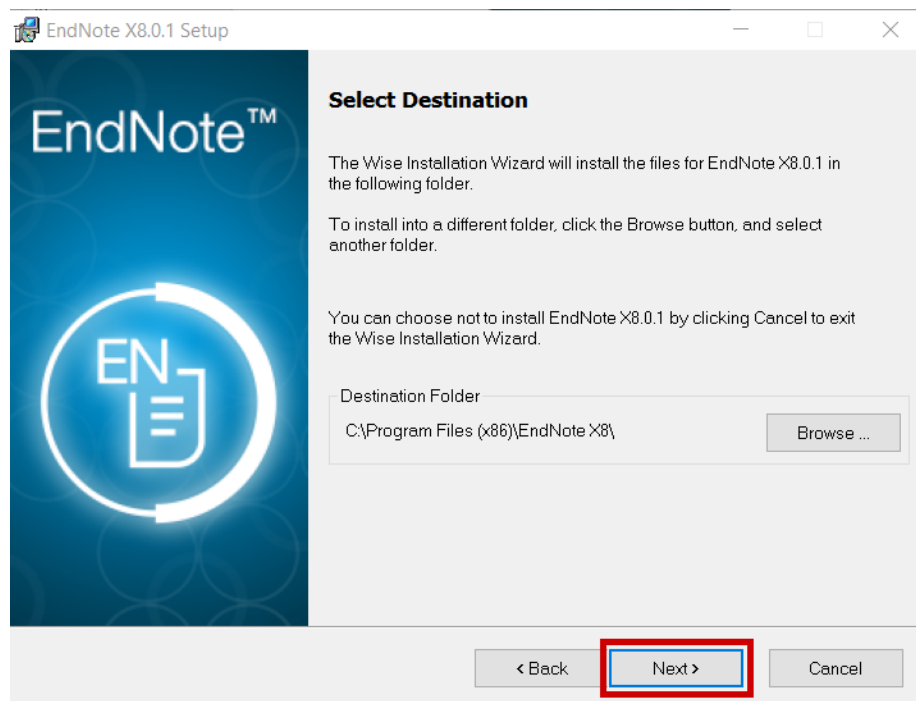 EndNote X8.0.1 Setup
EndNote™
Select Destination
The Wise Installation Wizard will install the files for EndNote X8.0.1 in
the following folder.
To install into a different folder, click the Browse button, and select
another folder.
You can choose not to install EndNote X8.0.1 by clicking Cancel to exit
the Wise Installation Wizard.
EN
Destination Folder
C:\Program Files (x86)\EndNote X8\
Browse ...
< Back
Next >
Cancel